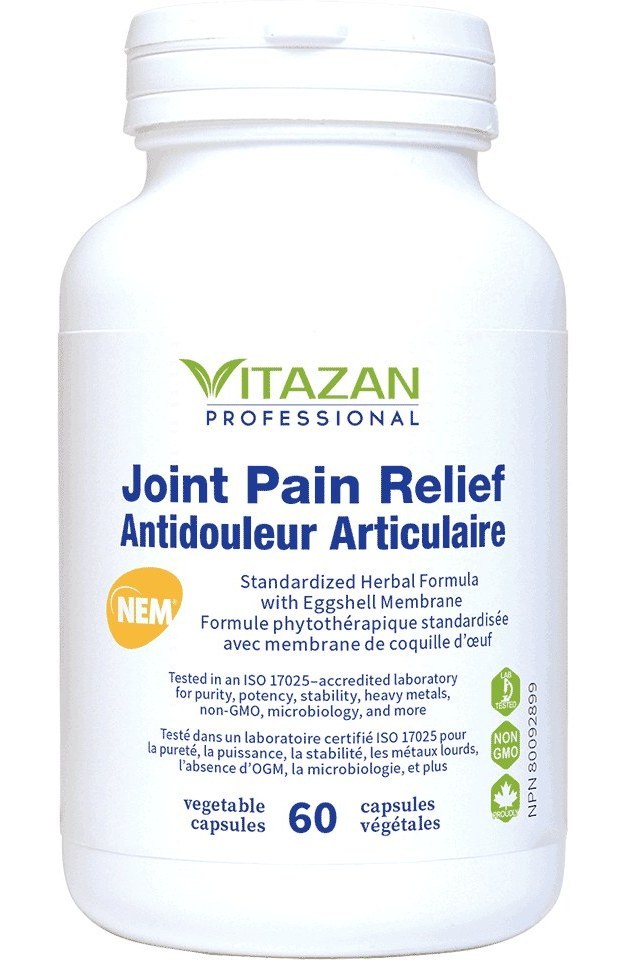 VITAZAN
PROFESSIONAL
Joint Pain Relief
Antidouleur Articulaire
NEM®
Standardized Herbal Formula
with Eggshell Membrane
Formule phytothérapique standardisée
avec membrane de coquille d’œuf
Tested in an ISO 17025–accredited laboratory
for purity, potency, stability, heavy metals,
non-GMO, microbiology, and more
Testé dans un laboratoire certifié ISO 17025 pour
la pureté, la puissance, la stabilité, les métaux lourds,
l’absence d’OGM, la microbiologie, et plus
LAB
TESTED
NON
GMO
PROUDLY
NPN 80092899
vegetable
capsules
60
capsules
végétales